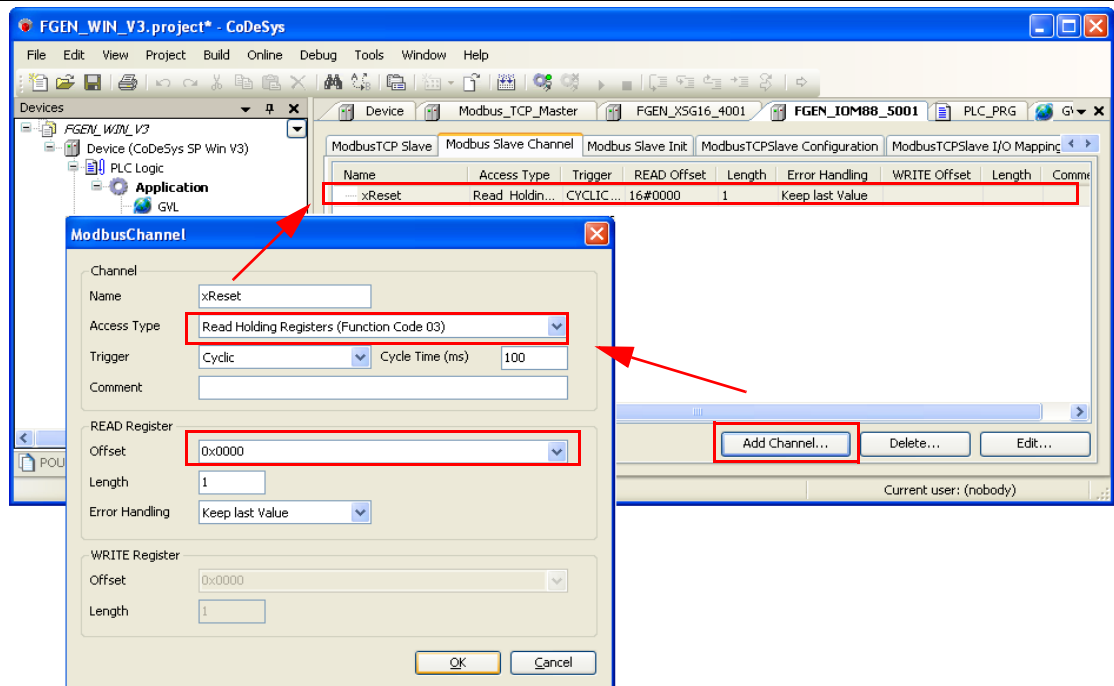 FGEN_WIN_V3.project* - CoDeSys
File Edit View Project Build Online Debug Tools Window Help
Devices
Device Modbus_TCP_Master FGEN_XSG16_4001 FGEN_IOM88_5001 PLC_PRG
FGEN_WIN_V3
Device (CoDeSys SP Win V3)
PLC Logic
Application
GVL
ModbusTCP Slave Modbus Slave Channel Modbus Slave Init ModbusTCPSlave Configuration ModbusTCPSlave I/O Mapping
Name Access Type Trigger READ Offset Length Error Handling WRITE Offset Length Comme
xReset Read Holdin... CYCLIC... 16#0000 1 Keep last Value
ModbusChannel
Channel
Name xReset
Access Type Read Holding Registers (Function Code 03)
Trigger Cyclic Cycle Time (ms) 100
Comment
READ Register
Offset 0x0000
Length 1
Error Handling Keep last Value
WRITE Register
Offset 0x0000
Length 1
OK Cancel
Add Channel... Delete... Edit...
POU
Current user: (nobody)